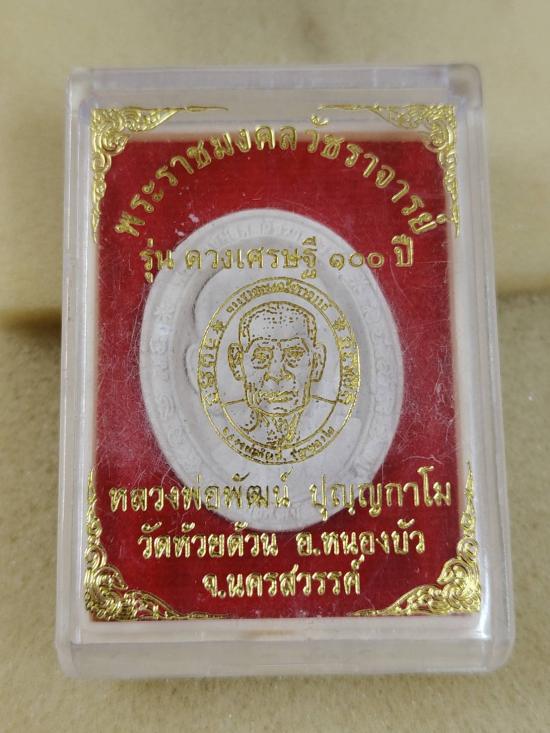 พระราชมงคลวัชราจารย์
รุ่น ดวงเศรษฐี ๑๐๐ ปี
หลวงพ่อพัฒน์ ปุญฺญกาโม
วัดห้วยด้วน อ.หนองบัว
จ.นครสวรรค์